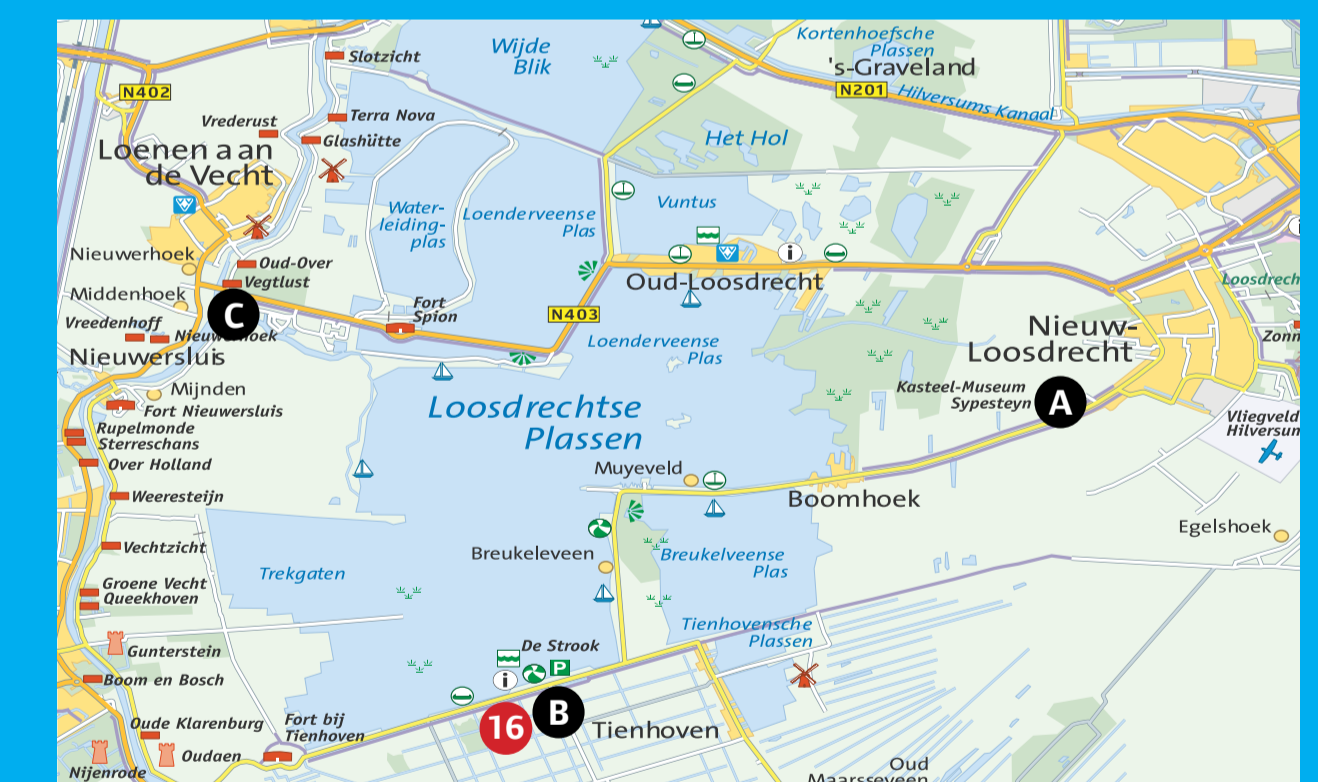 Wijde
Blik
Kortenhoefsche
Plassen
's-Graveland
Slotzicht
N402
N201
Hilversums Kanaal
Terra Nova
Vrederust
Glashütte
Het Hol
Loenen aan
de Vecht
Water-
leiding-
plas
Loenderveense
Plas
Vuntus
Nieuwerhoek
Oud-Over
Vegtlust
i
Oud-Loosdrecht
Loosdrech
Middenhoek
C
Fort
Spion
N403
Vreedenhoff
Nieuwerhoek
Nieuwersluis
Loenderveense
Plas
Nieuw-
Loosdrecht
Zonn
Mijnden
Kasteel-Museum
Sypesteyn
A
Fort Nieuwersluis
Loosdrechtse
Plassen
Vliegveld
Hilversum
Rupelmonde
Sterreschans
Over Holland
Muyeveld
Weeresteijn
Boomhoek
Egelshoek
Vechtzicht
Breukeleveen
Breukelveense
Plas
Trekgaten
Groene Vecht
Queekhoven
Tienhovensche
Plassen
Gunterstein
De Strook
P
i
Boom en Bosch
16
B
Tienhoven
Oude Klarenburg
Fort bij
Tienhoven
Oudaen
Nijenrode
Oud
Maarsseveen